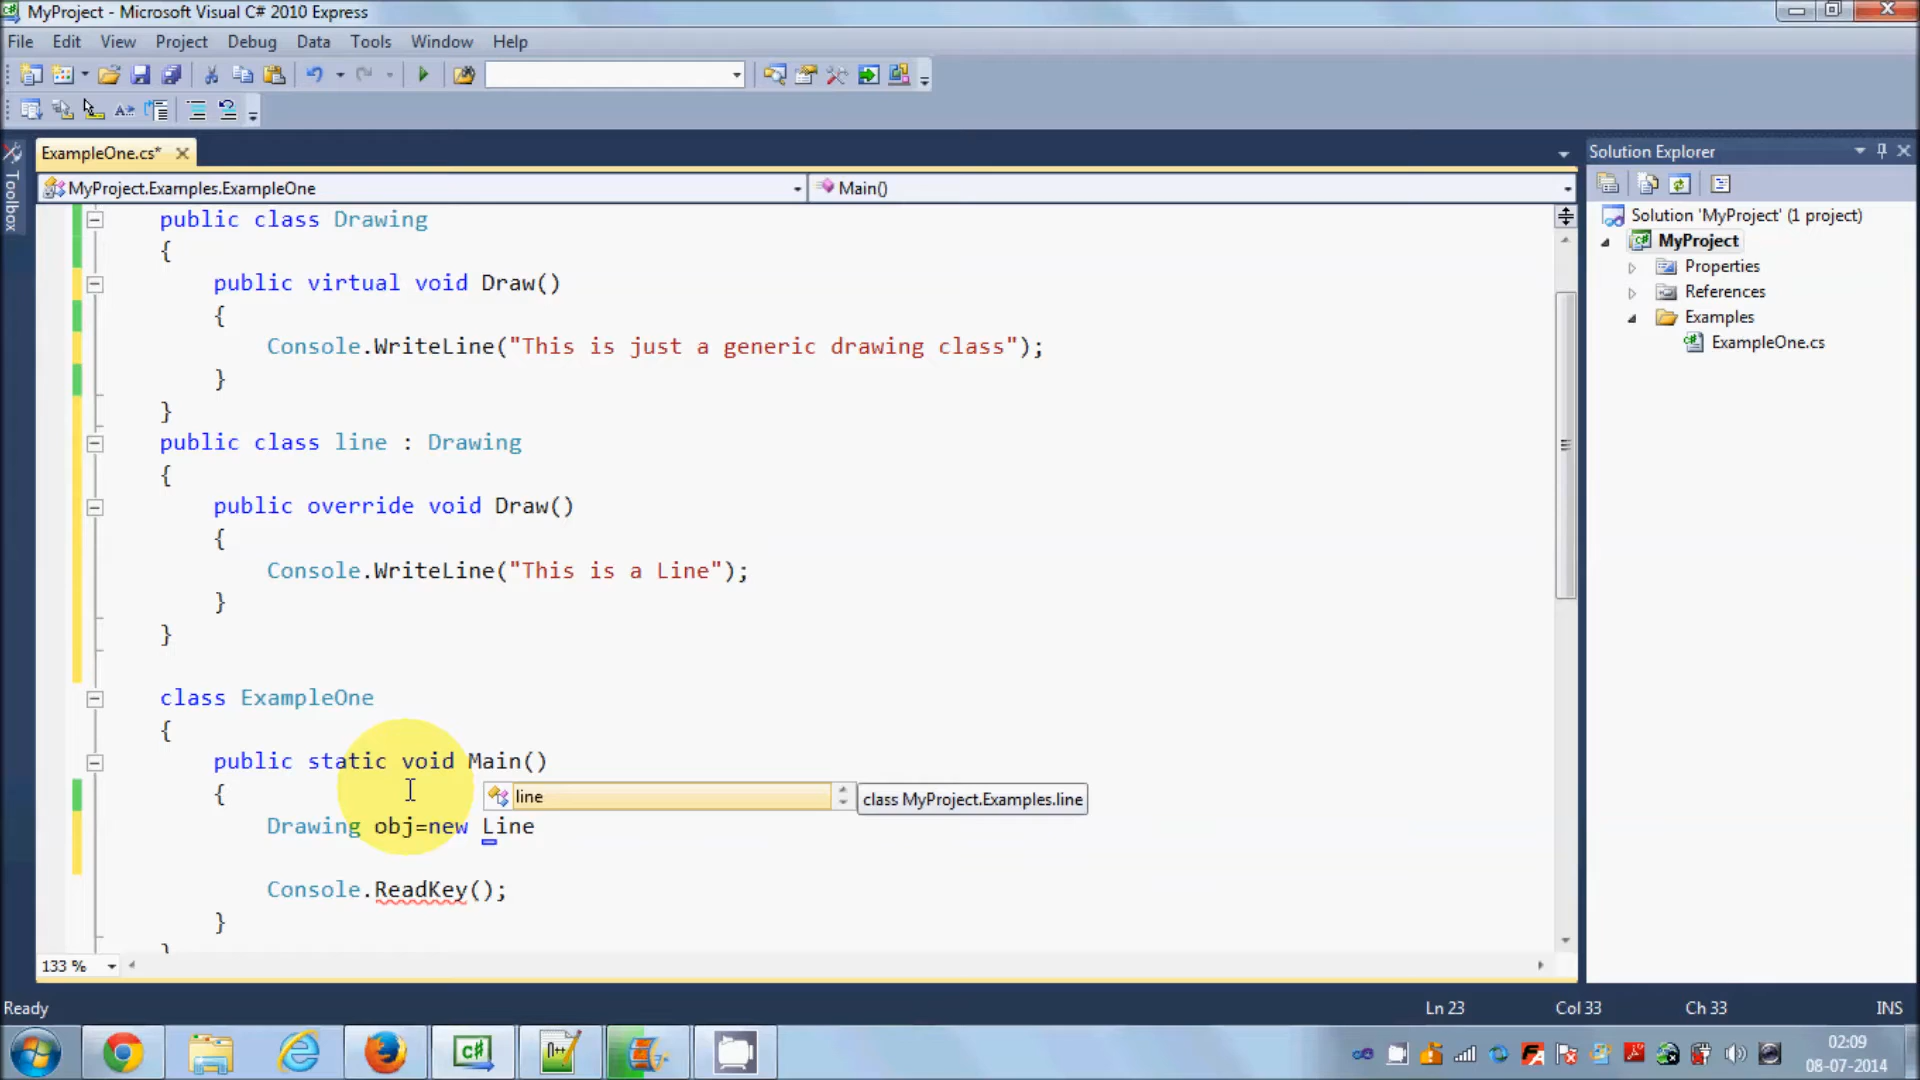 MyProject - Microsoft Visual C# 2010 Express
File Edit View Project Debug Data Tools Window Help
ExampleOne.cs*
Solution Explorer
Toolbox
MyProject.Examples.ExampleOne
Main()
public class Drawing
{
public virtual void Draw()
{
Console.WriteLine("This is just a generic drawing class");
}
}
public class line : Drawing
{
public override void Draw()
{
Console.WriteLine("This is a Line");
}
}
class ExampleOne
{
public static void Main()
{
line
class MyProject.Examples.line
Drawing obj=new Line
Console.ReadKey();
}
}
Solution 'MyProject' (1 project)
MyProject
Properties
References
Examples
ExampleOne.cs
133 %
Ready
Ln 23 Col 33 Ch 33 INS
02:09
08-07-2014